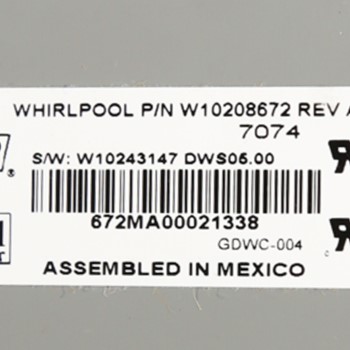 WHIRLPOOL P/N W10208672 REV A
7074
S/W: W10243147 DWS05.00
®
672MA00021338
GDWC-004
ASSEMBLED IN MEXICO